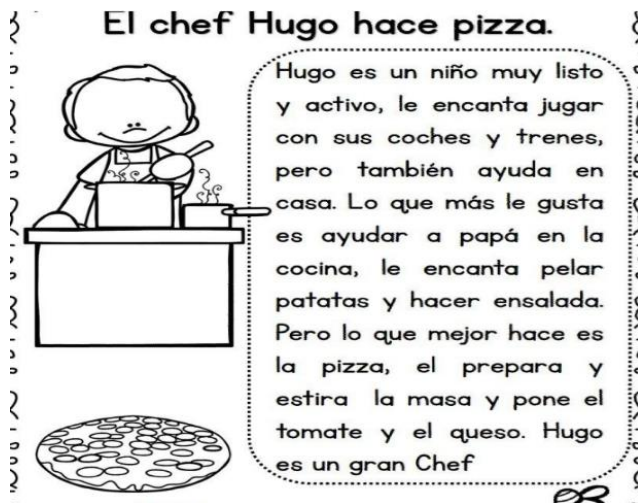 El chef Hugo hace pizza.
Hugo es un niño muy listo
y activo, le encanta jugar
con sus coches y trenes,
pero también ayuda en
casa. Lo que más le gusta
es ayudar a papá en la
cocina, le encanta pelar
patatas y hacer ensalada.
Pero lo que mejor hace es
la pizza, el prepara y
estira la masa y pone el
tomate y el queso. Hugo
es un gran Chef